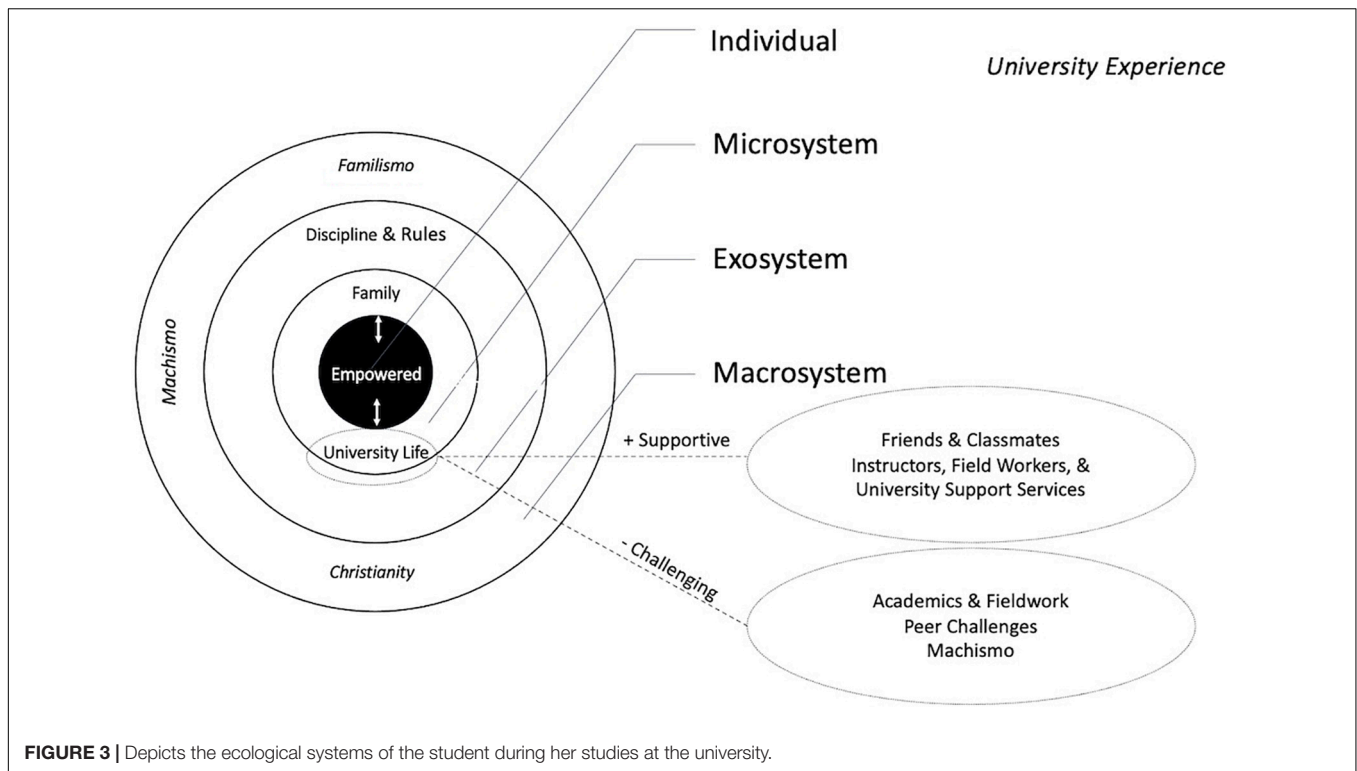 Individual
University Experience
Microsystem
Familismo
Discipline & Rules
Exosystem
Family
Machismo
Empowered
Macrosystem
University Life
+ Supportive
Friends & Classmates
Instructors, Field Workers, &
University Support Services
- Challenging
Christianity
Academics & Fieldwork
Peer Challenges
Machismo
FIGURE 3 | Depicts the ecological systems of the student during her studies at the university.